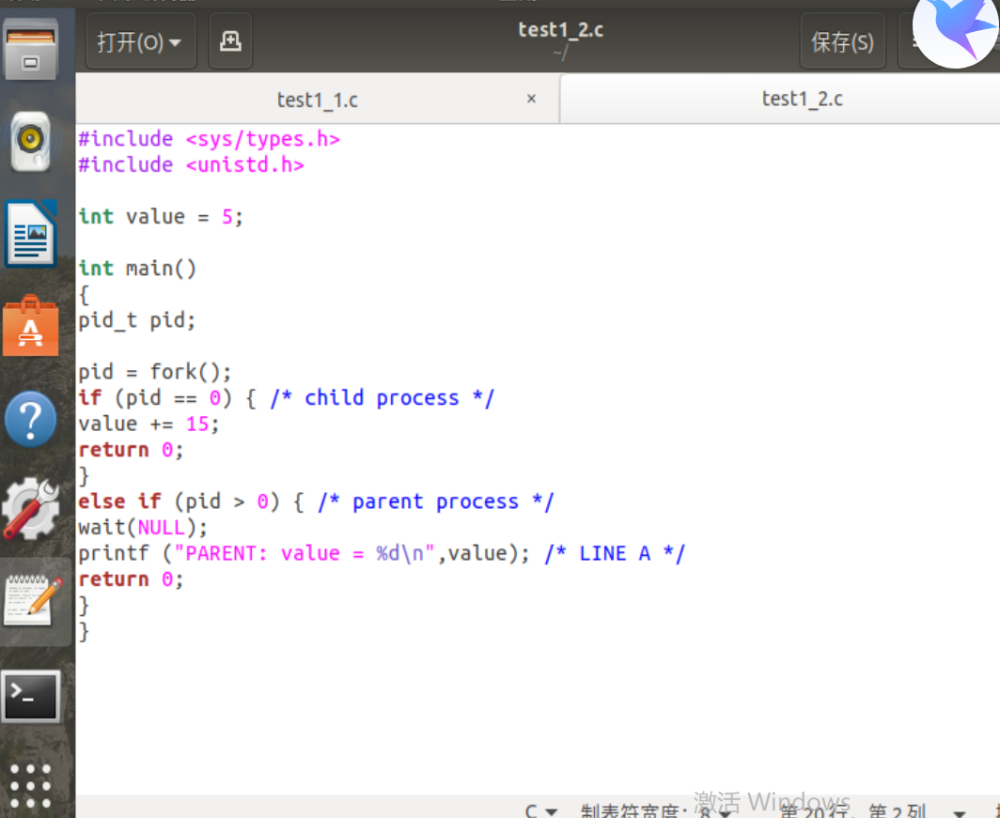 打开(O)
test1_2.c
~/
保存(S)
test1_1.c ×
test1_2.c
#include <sys/types.h>
#include <unistd.h>
int value = 5;
int main()
{
pid_t pid;
pid = fork();
if (pid == 0) { /* child process */
value += 15;
return 0;
}
else if (pid > 0) { /* parent process */
wait(NULL);
printf ("PARENT: value = %d\n",value); /* LINE A */
return 0;
}
}
激活 Windows
C 制表符宽度：8 第 20 行，第 2 列